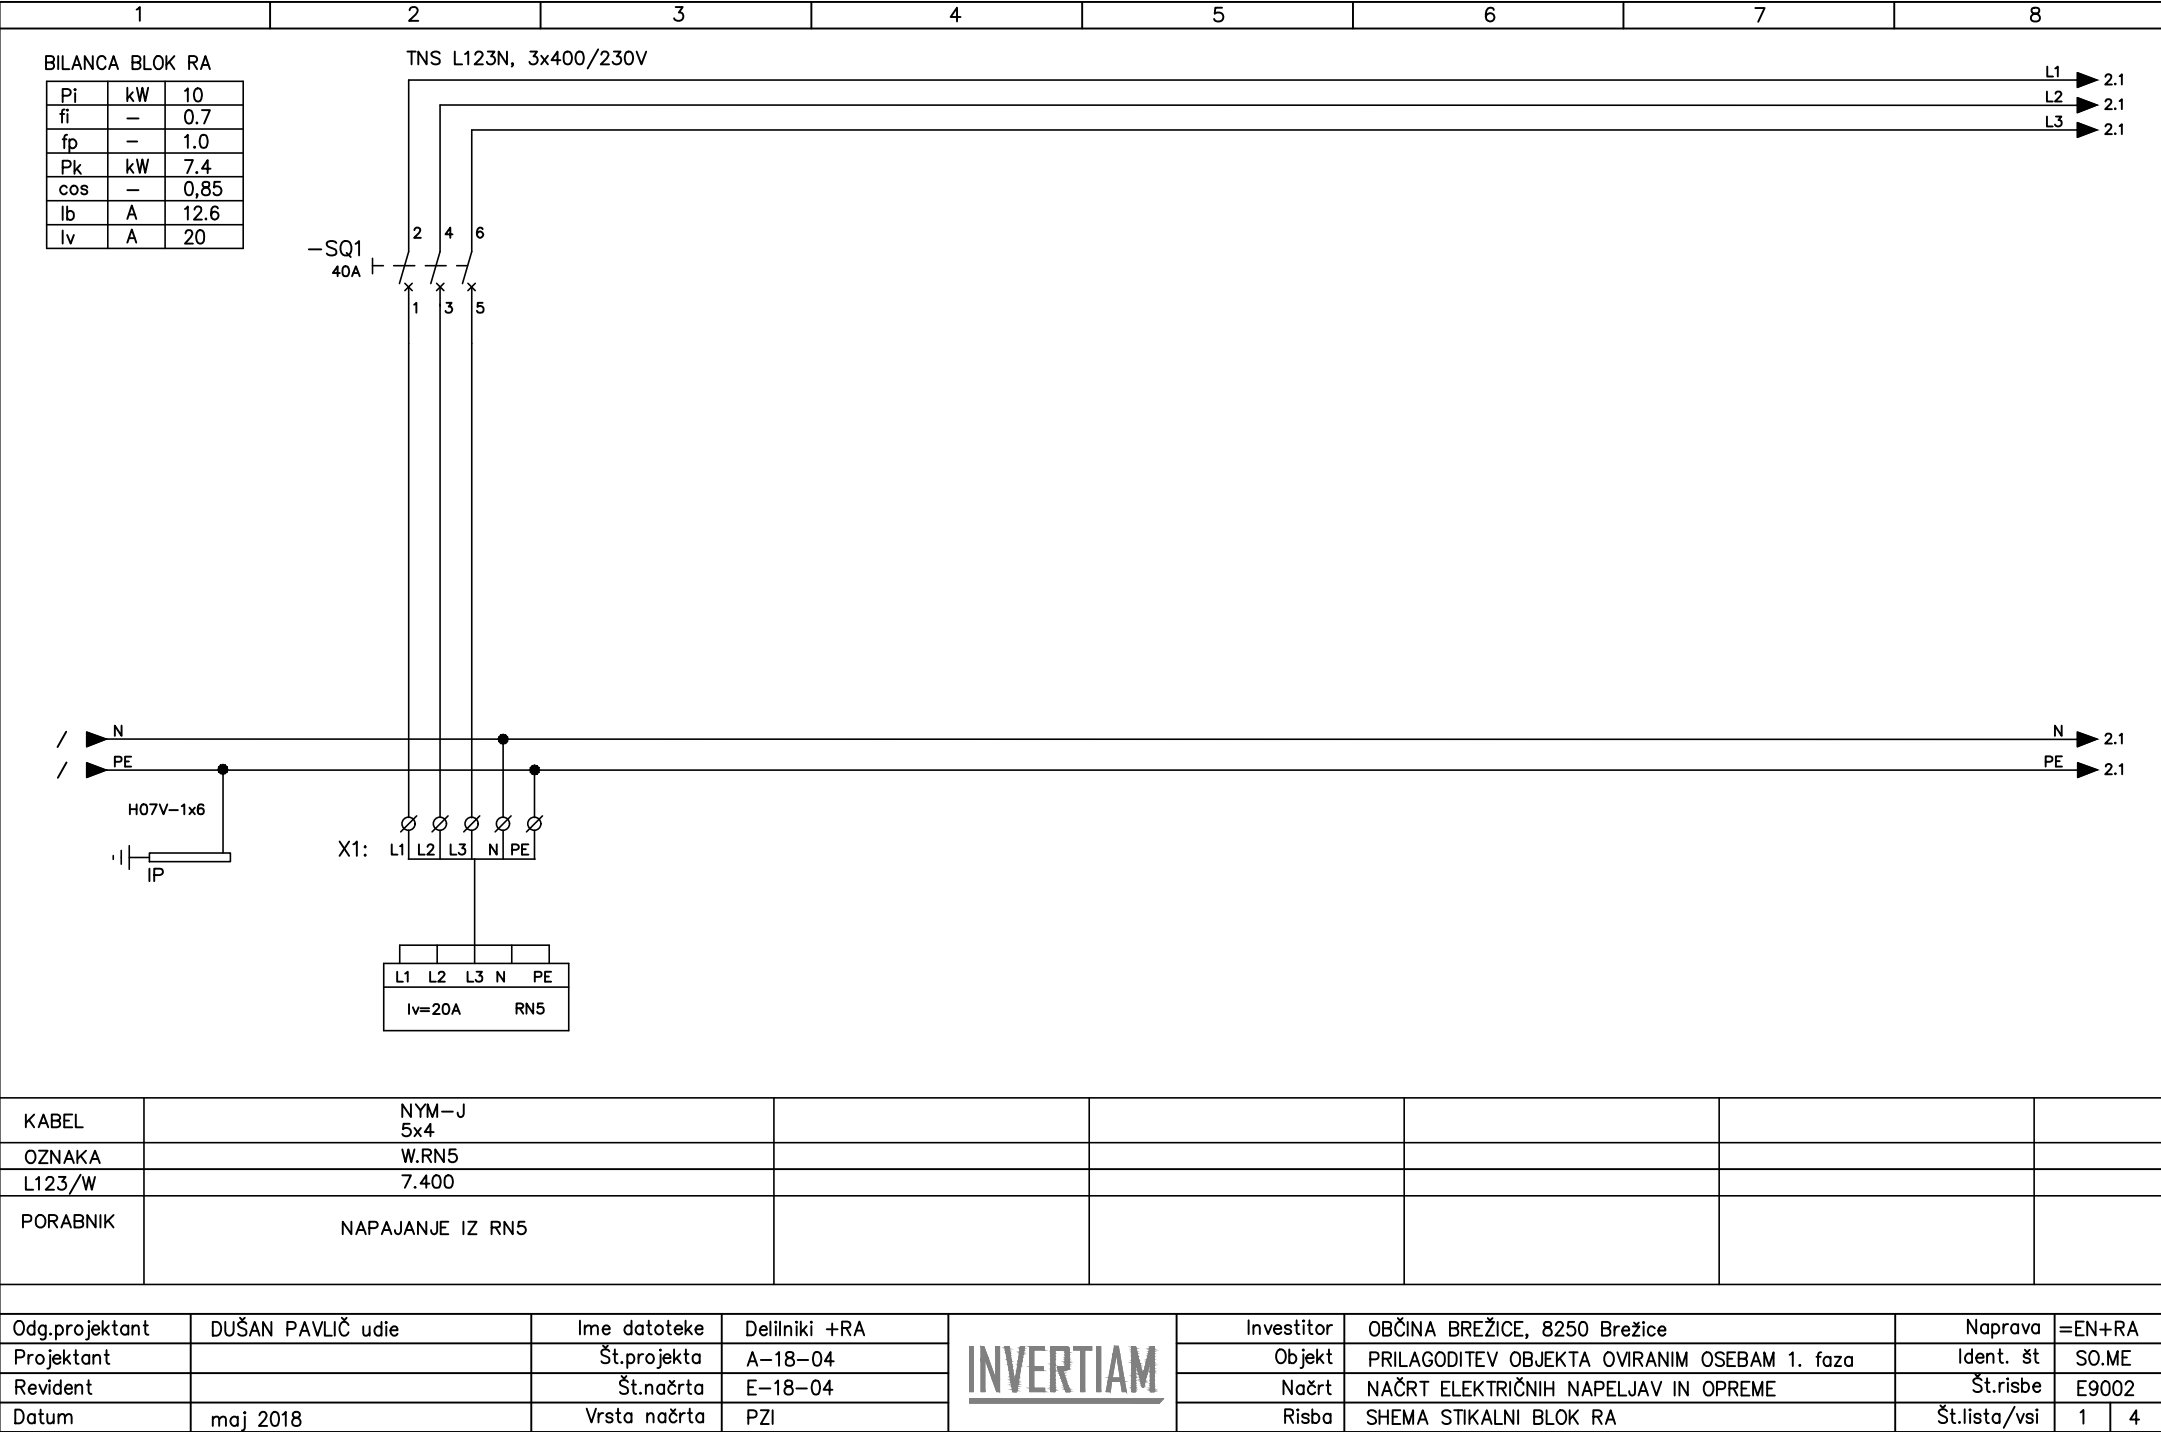 1 2 3 4 5 6 7 8
BILANCA BLOK RA
Pi kW 10
fi – 0.7
fp – 1.0
Pk kW 7.4
cos – 0,85
Ib A 12.6
Iv A 20
TNS L123N, 3x400/230V
L1 2.1
L2 2.1
L3 2.1
2 4 6
–SQ1
40A
1 3 5
/ N N 2.1
/ PE PE 2.1
H07V–1x6
IP
X1: L1 L2 L3 N PE
L1 L2 L3 N PE
Iv=20A RN5
KABEL NYM–J
5x4
OZNAKA W.RN5
L123/W 7.400
PORABNIK NAPAJANJE IZ RN5
Odg.projektant DUŠAN PAVLIČ udie Ime datoteke Delilniki +RA Investitor OBČINA BREŽICE, 8250 Brežice Naprava =EN+RA
Projektant Št.projekta A–18–04 INVERTIAM Objekt PRILAGODITEV OBJEKTA OVIRANIM OSEBAM 1. faza Ident. št SO.ME
Revident Št.načrta E–18–04 Načrt NAČRT ELEKTRIČNIH NAPELJAV IN OPREME Št.risbe E9002
Datum maj 2018 Vrsta načrta PZI Risba SHEMA STIKALNI BLOK RA Št.lista/vsi 1 4